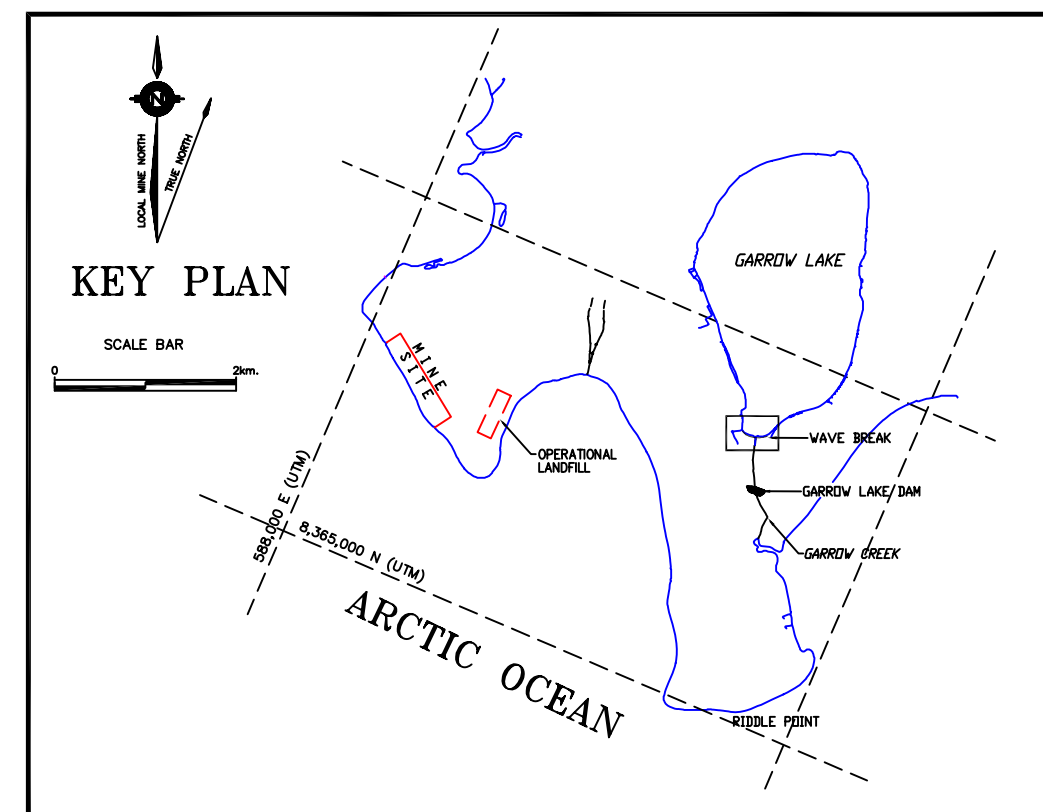 N
LOCAL MINE NORTH
TRUE NORTH
KEY PLAN
SCALE BAR
0
2km.
GARROW LAKE
MINE
SITE
OPERATIONAL
LANDFILL
WAVE BREAK
GARROW LAKE DAM
GARROW CREEK
588,000 E (UTM)
8,365,000 N (UTM)
ARCTIC OCEAN
RIDDLE POINT